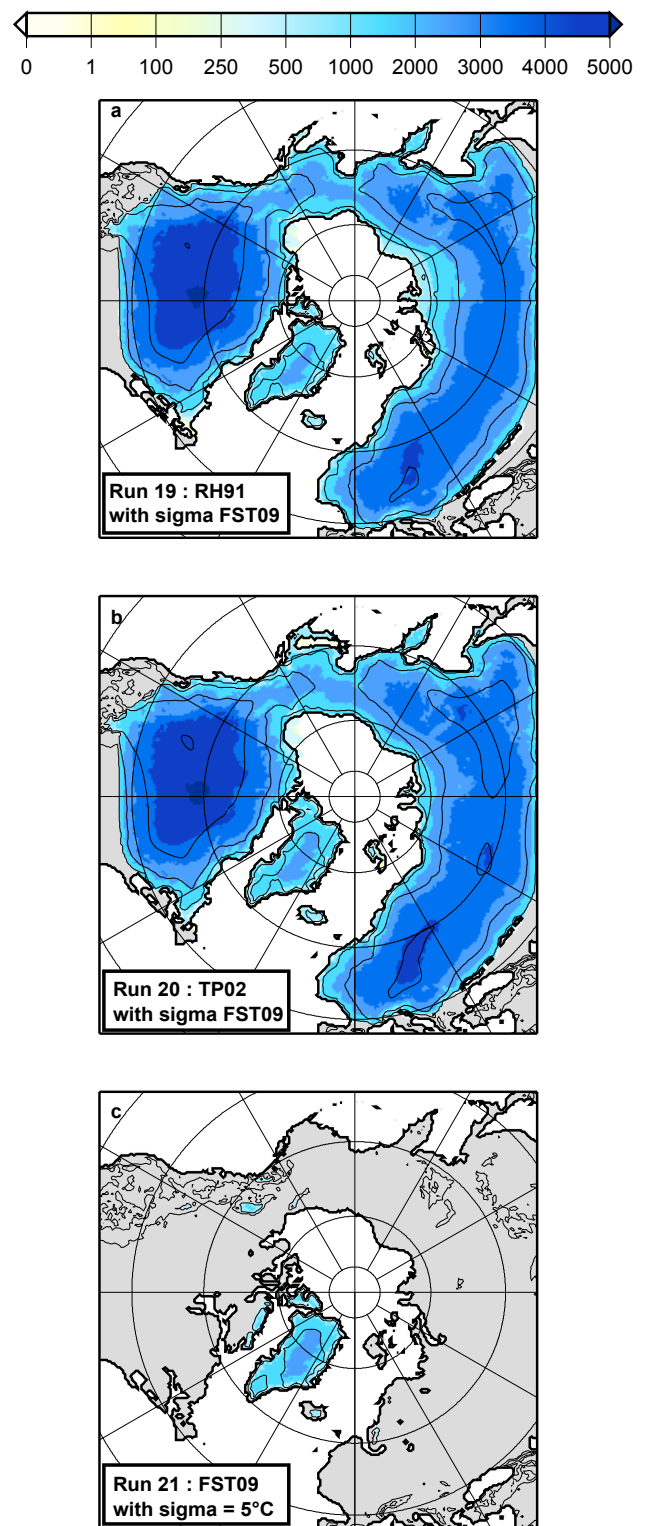 0 1 100 250 500 1000 2000 3000 4000 5000
a
Run 19 : RH91
with sigma FST09
b
Run 20 : TP02
with sigma FST09
c
Run 21 : FST09
with sigma = 5°C